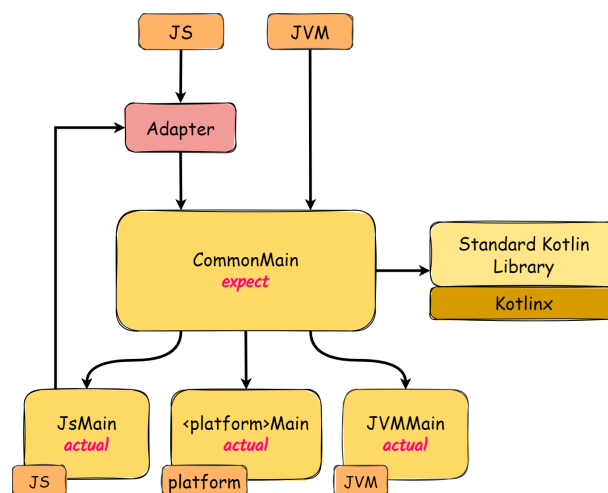 JS
JVM
Adapter
CommonMain
expect
Standard Kotlin
Library
Kotlinx
JsMain
actual
JS
<platform>Main
actual
platform
JVMMain
actual
JVM